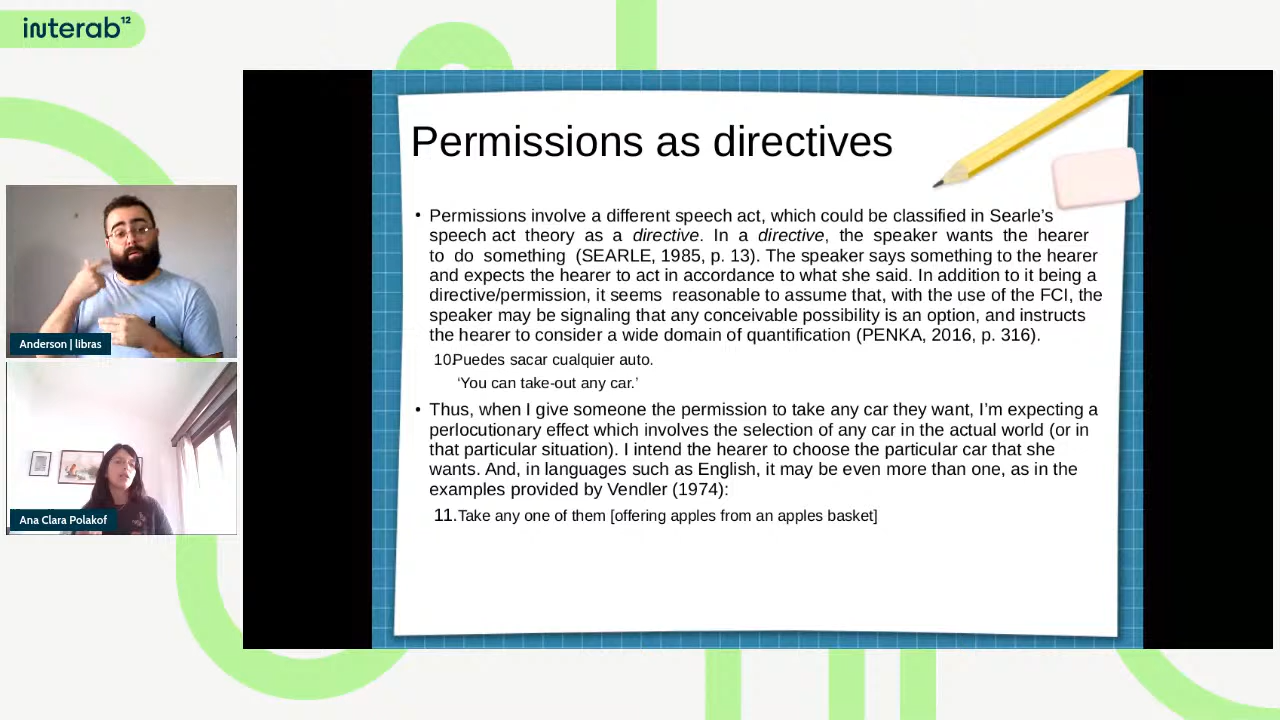 interab¹²
Permissions as directives
• Permissions involve a different speech act, which could be classified in Searle’s
speech act theory as a directive. In a directive, the speaker wants the hearer
to do something (SEARLE, 1985, p. 13). The speaker says something to the hearer
and expects the hearer to act in accordance to what she said. In addition to it being a
directive/permission, it seems reasonable to assume that, with the use of the FCI, the
speaker may be signaling that any conceivable possibility is an option, and instructs
the hearer to consider a wide domain of quantification (PENKA, 2016, p. 316).
10.Puedes sacar cualquier auto.
‘You can take-out any car.’
• Thus, when I give someone the permission to take any car they want, I’m expecting a
perlocutionary effect which involves the selection of any car in the actual world (or in
that particular situation). I intend the hearer to choose the particular car that she
wants. And, in languages such as English, it may be even more than one, as in the
examples provided by Vendler (1974):
11.Take any one of them [offering apples from an apples basket]
Anderson | libras
Ana Clara Polakof